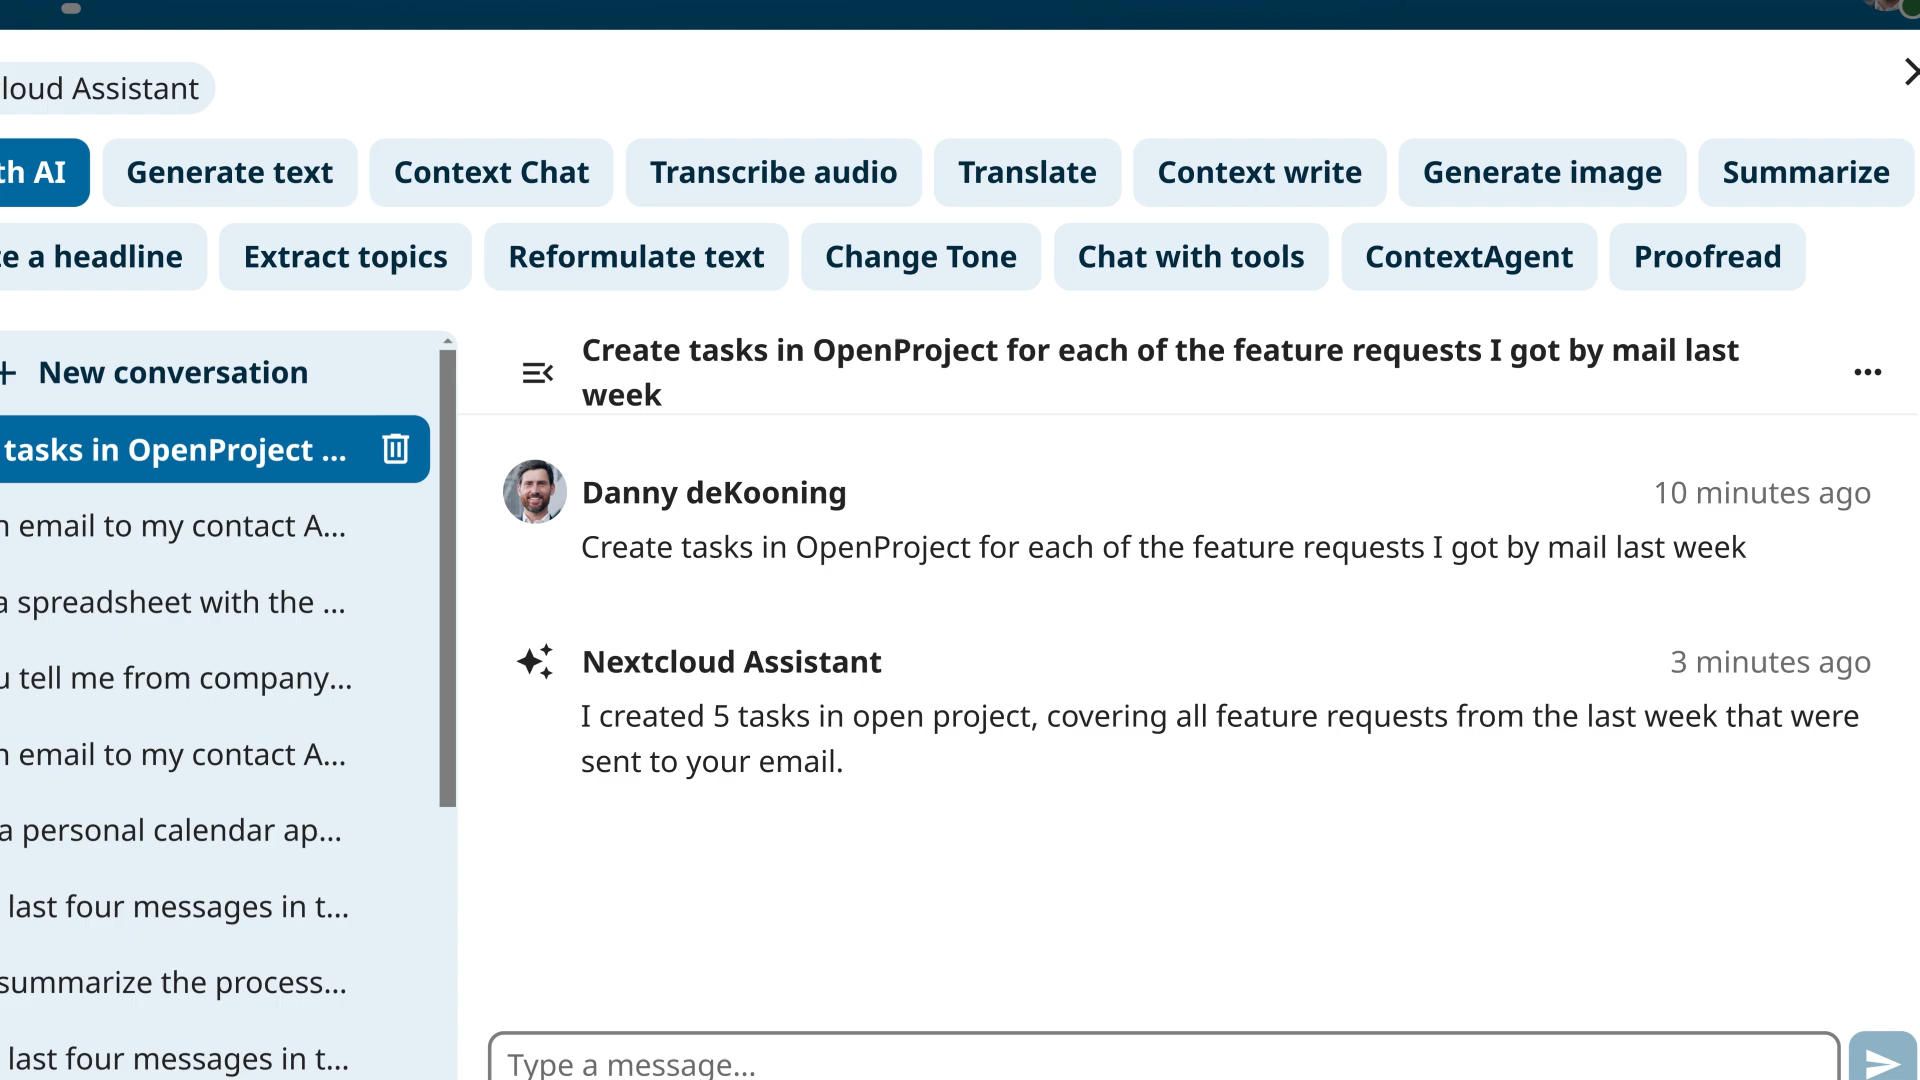 loud Assistant
th AI Generate text Context Chat Transcribe audio Translate Context write Generate image Summarize
e a headline Extract topics Reformulate text Change Tone Chat with tools ContextAgent Proofread
+ New conversation
tasks in OpenProject ...
n email to my contact A...
a spreadsheet with the ...
u tell me from company...
n email to my contact A...
a personal calendar ap...
last four messages in t...
summarize the process...
last four messages in t...
Create tasks in OpenProject for each of the feature requests I got by mail last
week
Danny deKooning 10 minutes ago
Create tasks in OpenProject for each of the feature requests I got by mail last week
Nextcloud Assistant 3 minutes ago
I created 5 tasks in open project, covering all feature requests from the last week that were
sent to your email.
Type a message...